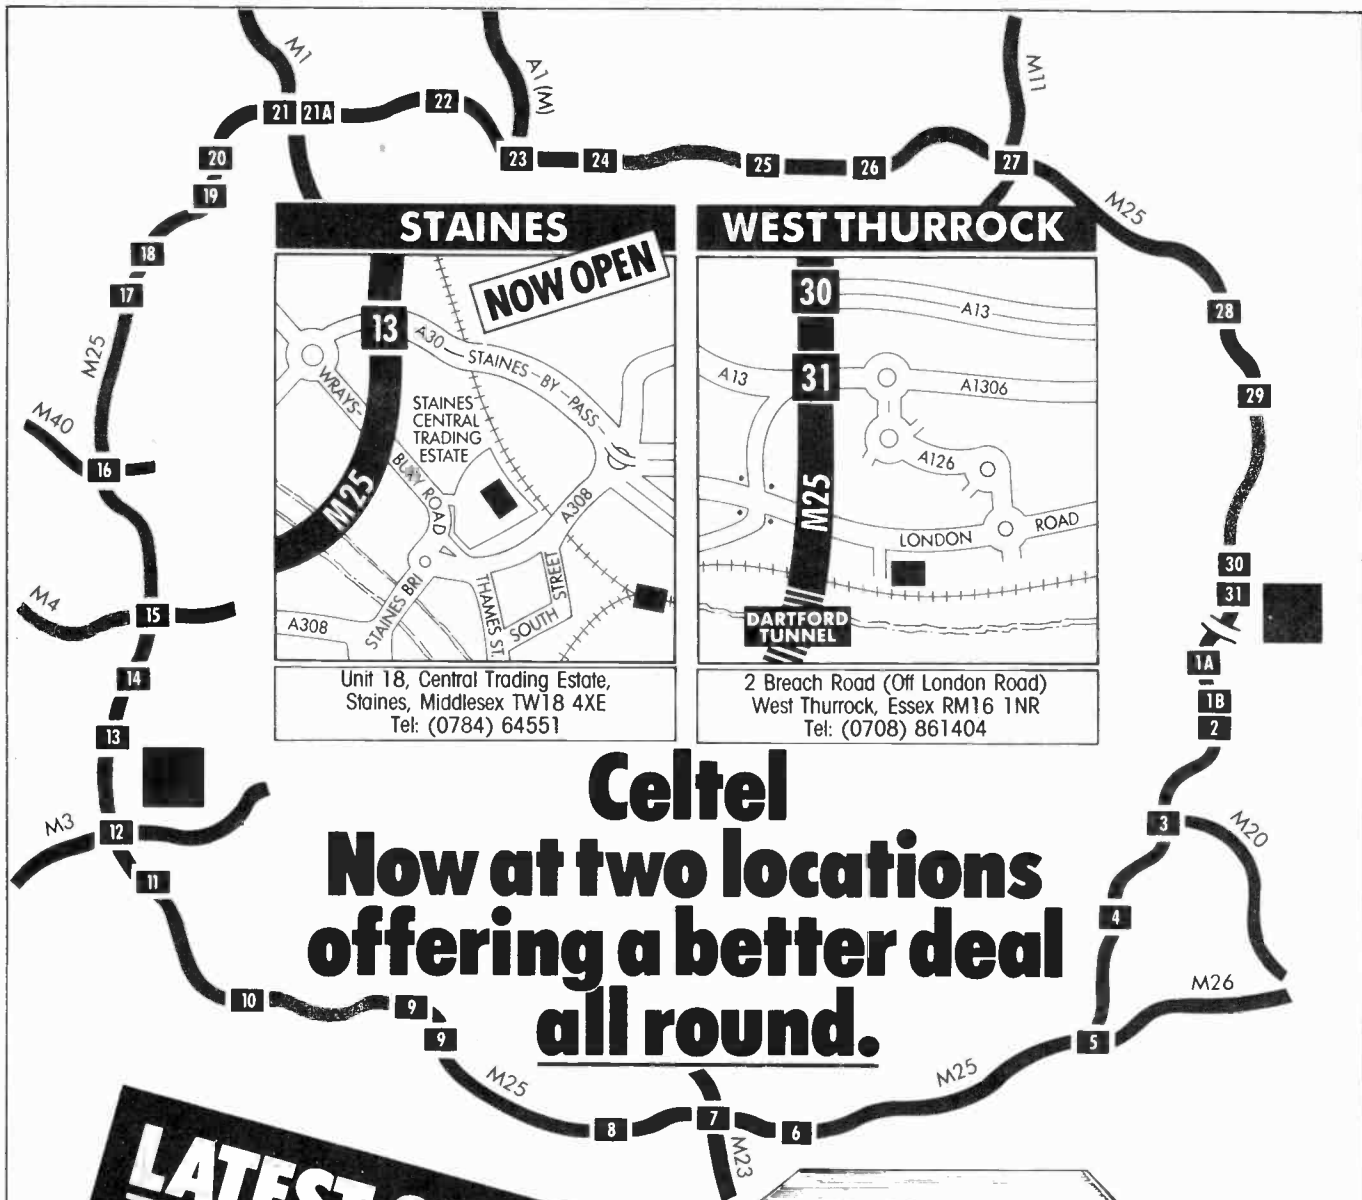 M1
A1 (M)
M11
21 21A
22
20
23
24
25
26
27
19
M25
STAINES
WEST THURROCK
18
NOW OPEN
17
28
13
30
A13
A30
STAINES-BY-PASS
M25
A13
31
A1306
29
WRAYS-
BURY ROAD
STAINES
CENTRAL
TRADING
ESTATE
M40
16
A126
M25
M25
A308
LONDON ROAD
30
M4
31
15
STAINES BRI
THAMES ST.
SOUTH STREET
A308
DARTFORD
TUNNEL
1A
14
Unit 18, Central Trading Estate,
Staines, Middlesex TW18 4XE
Tel: (0784) 64551
2 Breach Road (Off London Road)
West Thurrock, Essex RM16 1NR
Tel: (0708) 861404
1B
2
13
Celtel
Now at two locations
offering a better deal
all round.
M3
12
3
M20
11
4
M26
10
9
9
5
M25
M25
8
7
6
M23
LATEST